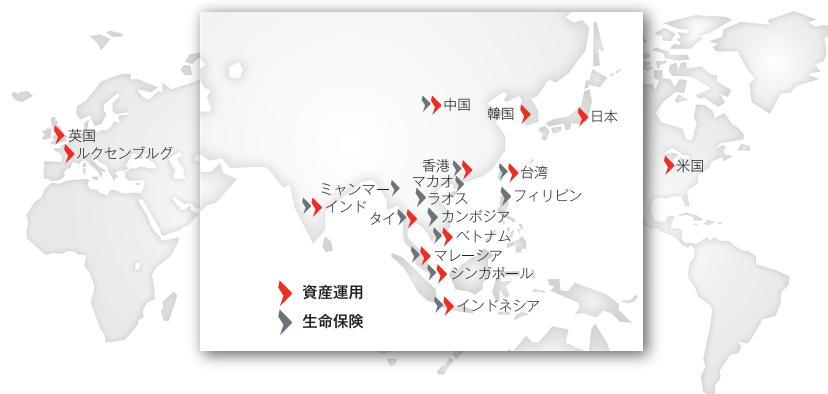 中国
韓国
日本
英国
ルクセンブルグ
香港
台湾
米国
マカオ
ミャンマー
ラオス
フィリピン
インド
タイ
カンボジア
ベトナム
マレーシア
シンガポール
資産運用
インドネシア
生命保険